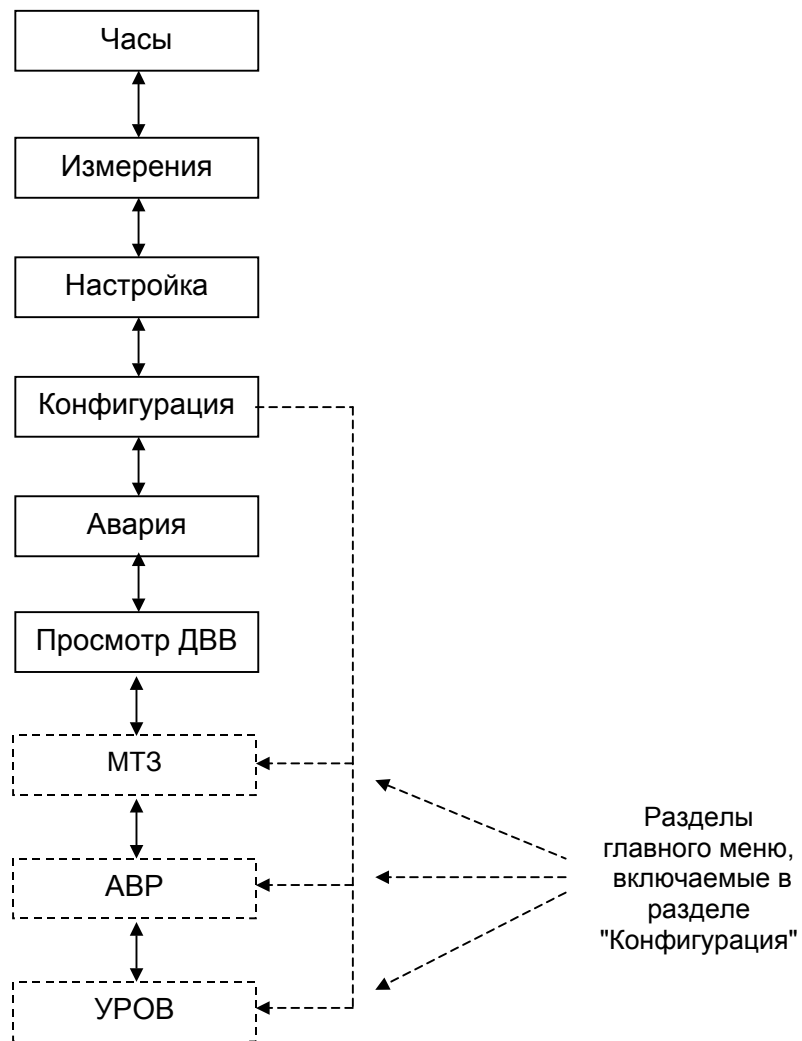 Часы
Измерения
Настройка
Конфигурация
Авария
Просмотр ДВВ
МТЗ
АВР
УРОВ
Разделы
главного меню,
включаемые в
разделе
"Конфигурация"